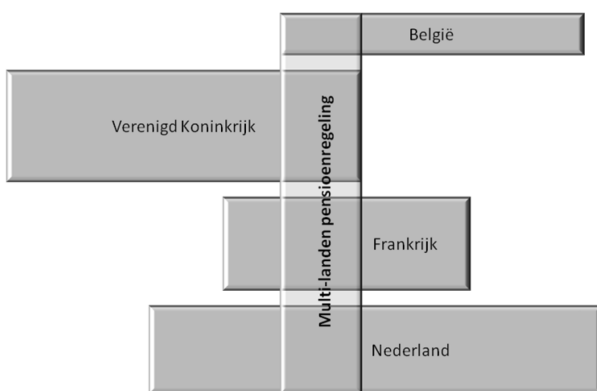 België
Verenigd Koninkrijk
Multi-landen pensioenregeling
Frankrijk
Nederland